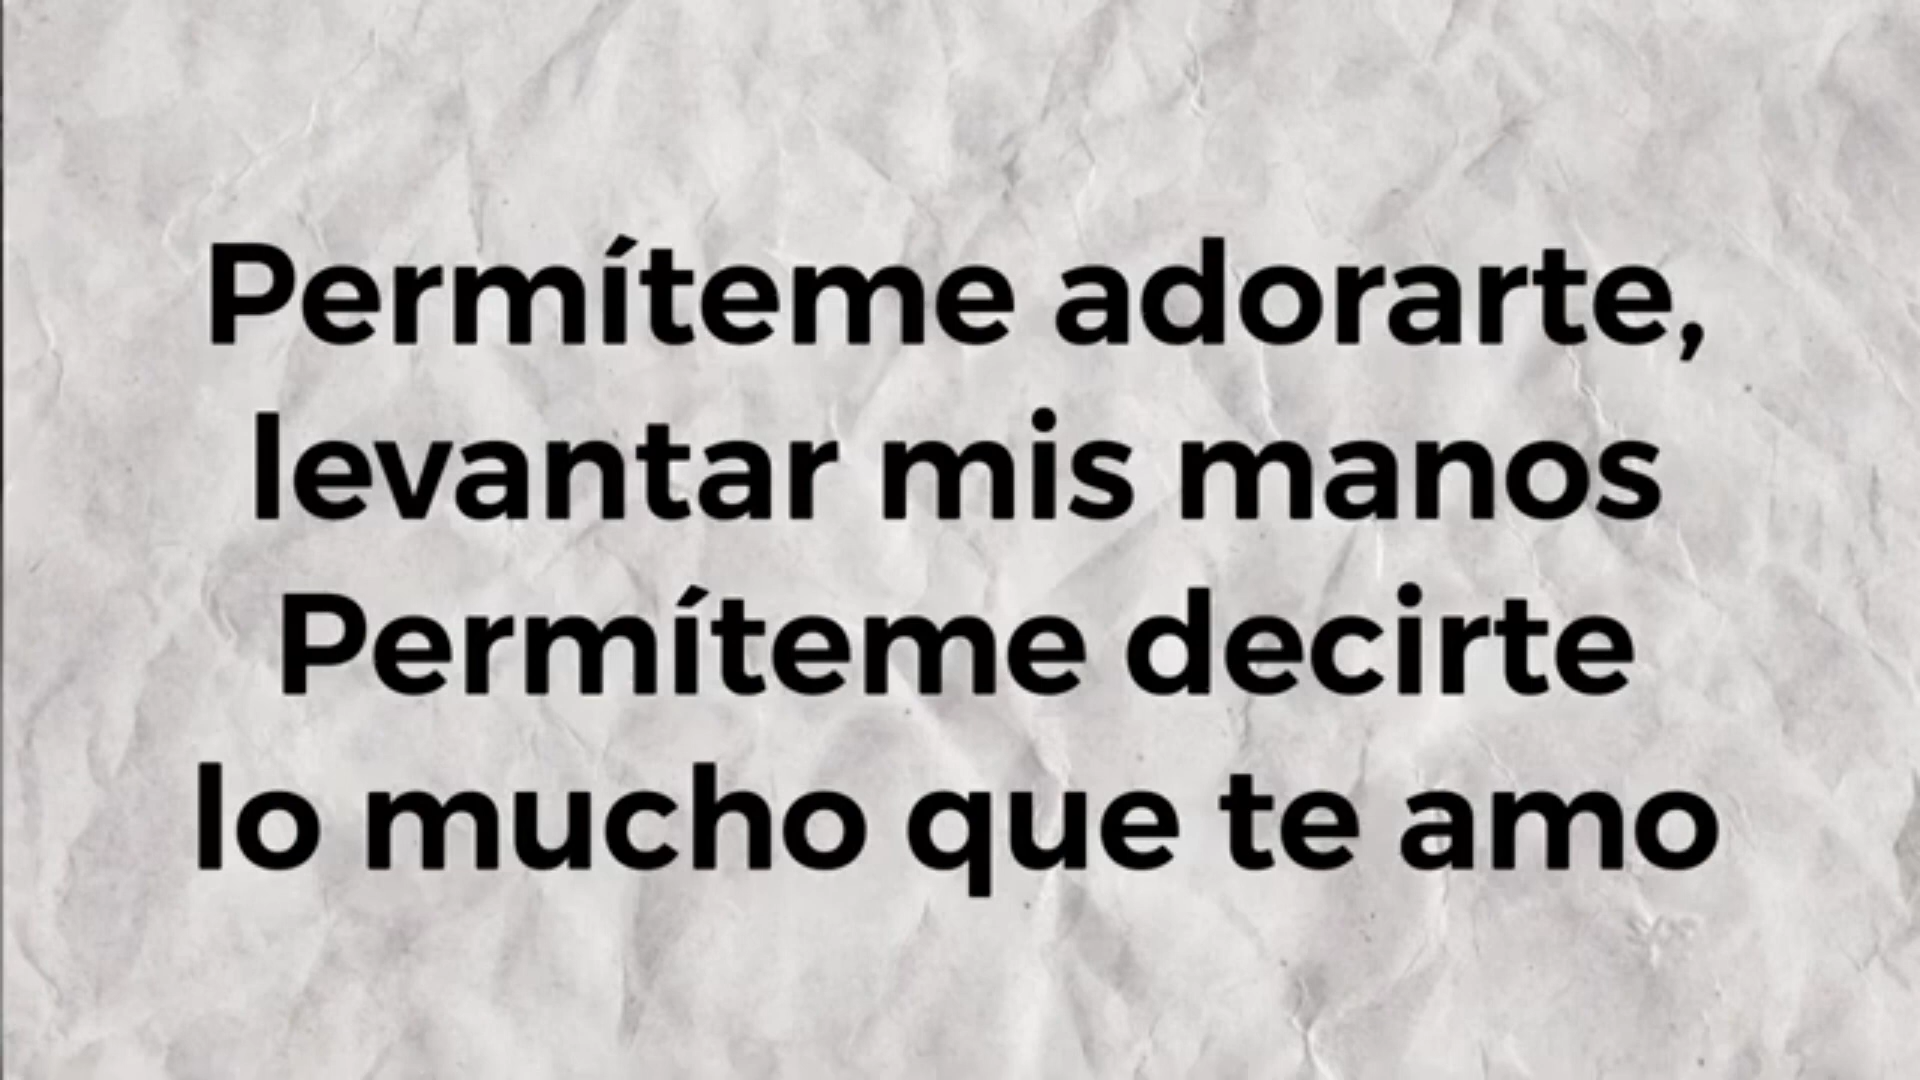 Permíteme adorarte,
levantar mis manos
Permíteme decirte
lo mucho que te amo